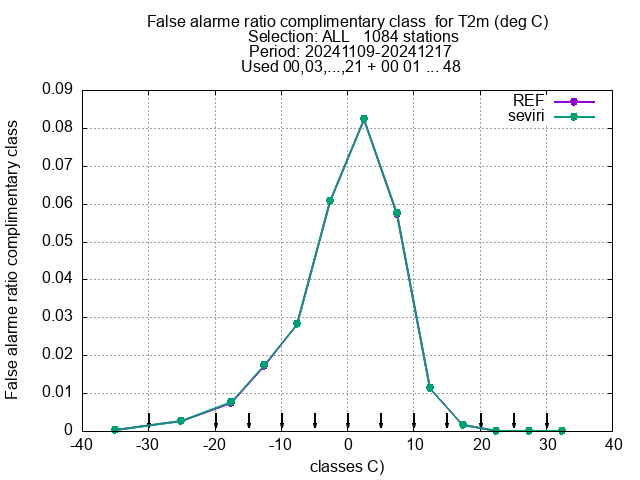 False alarme ratio complimentary class  for T2m (deg C)
Selection: ALL   1084 stations
Period: 20241109-20241217
Used 00,03,...,21 + 00 01 ... 48
REF
seviri
False alarme ratio complimentary class
0.09
0.08
0.07
0.06
0.05
0.04
0.03
0.02
0.01
0
-40 -30 -20 -10 0 10 20 30 40
classes C)